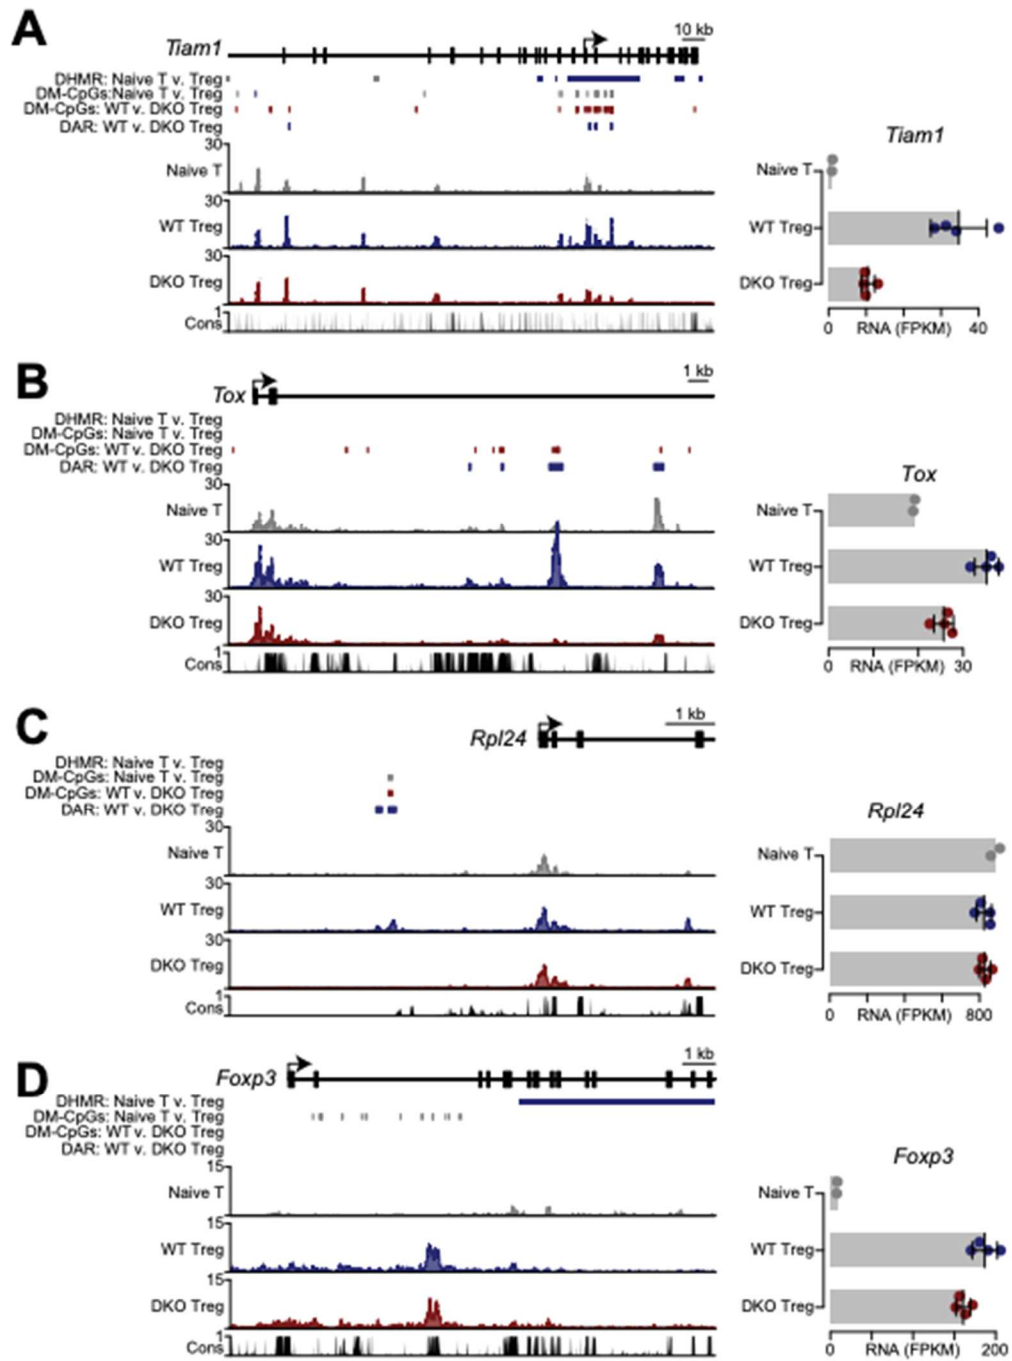 A
Tiam1
10 kb
DHMR: Naive T v. Treg
DM-CpGs: Naive T v. Treg
DM-CpGs: WT v. DKO Treg
DAR: WT v. DKO Treg
30
Naive T
30
WT Treg
30
DKO Treg
1
Cons
Tiam1
Naive T
WT Treg
DKO Treg
0 RNA (FPKM) 40
B
Tox
1 kb
DHMR: Naive T v. Treg
DM-CpGs: Naive T v. Treg
DM-CpGs: WT v. DKO Treg
DAR: WT v. DKO Treg
30
Naive T
30
WT Treg
30
DKO Treg
1
Cons
Tox
Naive T
WT Treg
DKO Treg
0 RNA (FPKM) 30
C
Rpl24
1 kb
DHMR: Naive T v. Treg
DM-CpGs: Naive T v. Treg
DM-CpGs: WT v. DKO Treg
DAR: WT v. DKO Treg
30
Naive T
30
WT Treg
30
DKO Treg
1
Cons
Rpl24
Naive T
WT Treg
DKO Treg
0 RNA (FPKM) 800
D
Foxp3
1 kb
DHMR: Naive T v. Treg
DM-CpGs: Naive T v. Treg
DM-CpGs: WT v. DKO Treg
DAR: WT v. DKO Treg
15
Naive T
15
WT Treg
15
DKO Treg
1
Cons
Foxp3
Naive T
WT Treg
DKO Treg
0 RNA (FPKM) 200